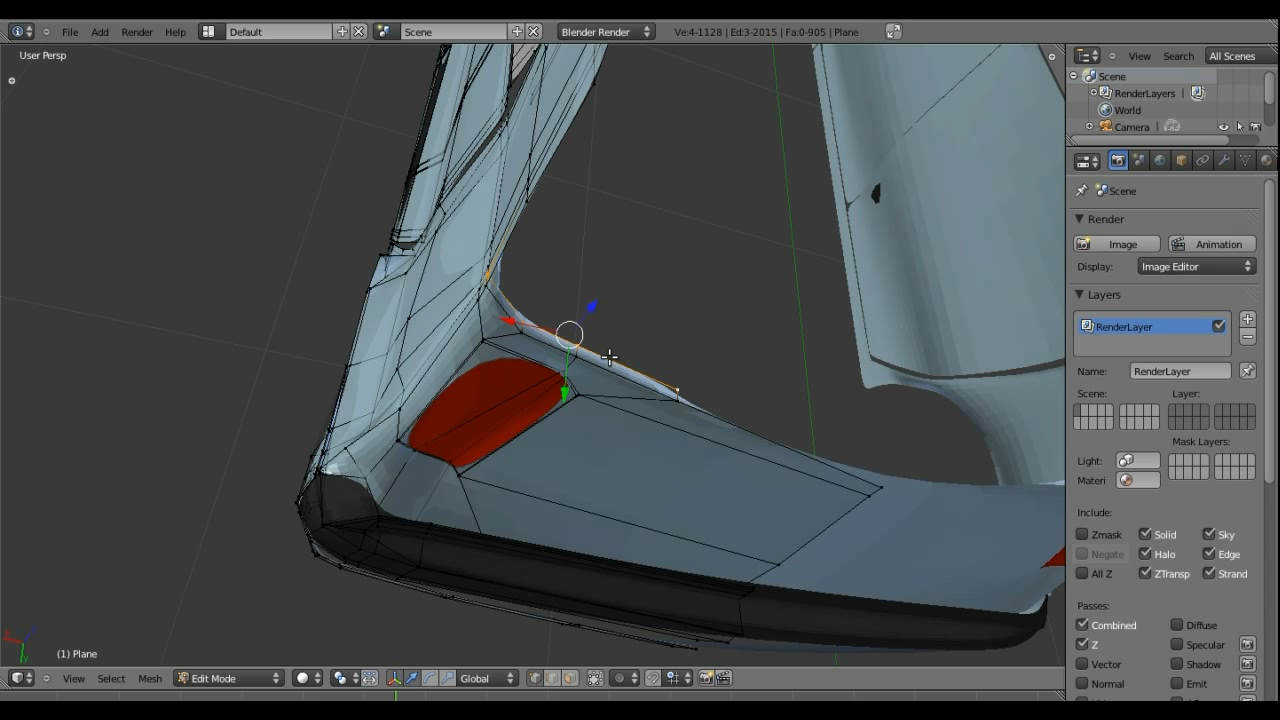 File Add Render Help Default Scene Blender Render Ve:4-1128 | Ed:3-2015 | Fa:0-905 | Plane
User Persp
View Search All Scenes
Scene
RenderLayers |
World
Camera |
Scene
Render
Image Animation
Display: Image Editor
Layers
RenderLayer
Name: RenderLayer
Scene: Layer:
Mask Layers:
Light:
Materi
Include:
Zmask Solid Sky
Negate Halo Edge
All Z ZTransp Strand
Passes:
Combined Diffuse
Z Specular
Vector Shadow
Normal Emit
(1) Plane
View Select Mesh Edit Mode Global